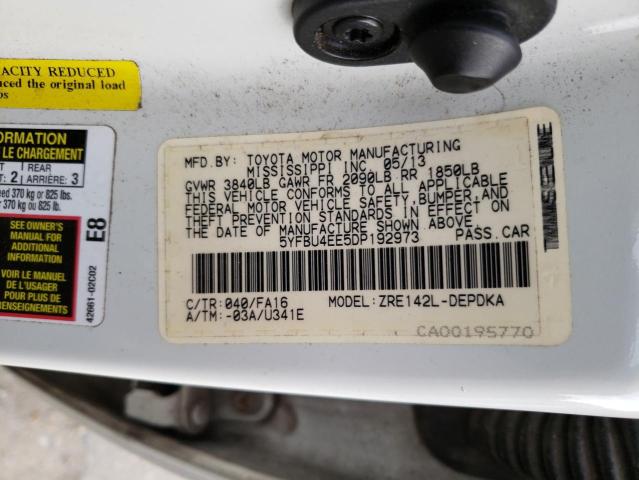 ACITY REDUCED
ced the original load
os
ORMATION
LE CHARGEMENT
REAR
2 ARRIÈRE: 3
eed 370 kg or 825 lbs.
370 kg ou 825 lb.
SEE OWNER'S
MANUAL FOR
ADDITIONAL
INFORMATION
VOIR LE MANUEL
DE L'USAGER
POUR PLUS DE
RENSEIGNEMENTS
E8
42661-02C02
MFD.BY: TOYOTA MOTOR MANUFACTURING
MISSISSIPPI, INC. 05/13
GVWR 3840LB GAWR FR 2090LB RR 1850LB
THIS VEHICLE CONFORMS TO ALL APPLICABLE
FEDERAL MOTOR VEHICLE SAFETY, BUMPER, AND
THEFT PREVENTION STANDARDS IN EFFECT ON
THE DATE OF MANUFACTURE SHOWN ABOVE.
5YFBU4EE5DP192973 PASS.CAR
C/TR:040/FA16 MODEL:ZRE142L-DEPDKA
A/TM:-03A/U341E
CA00195770